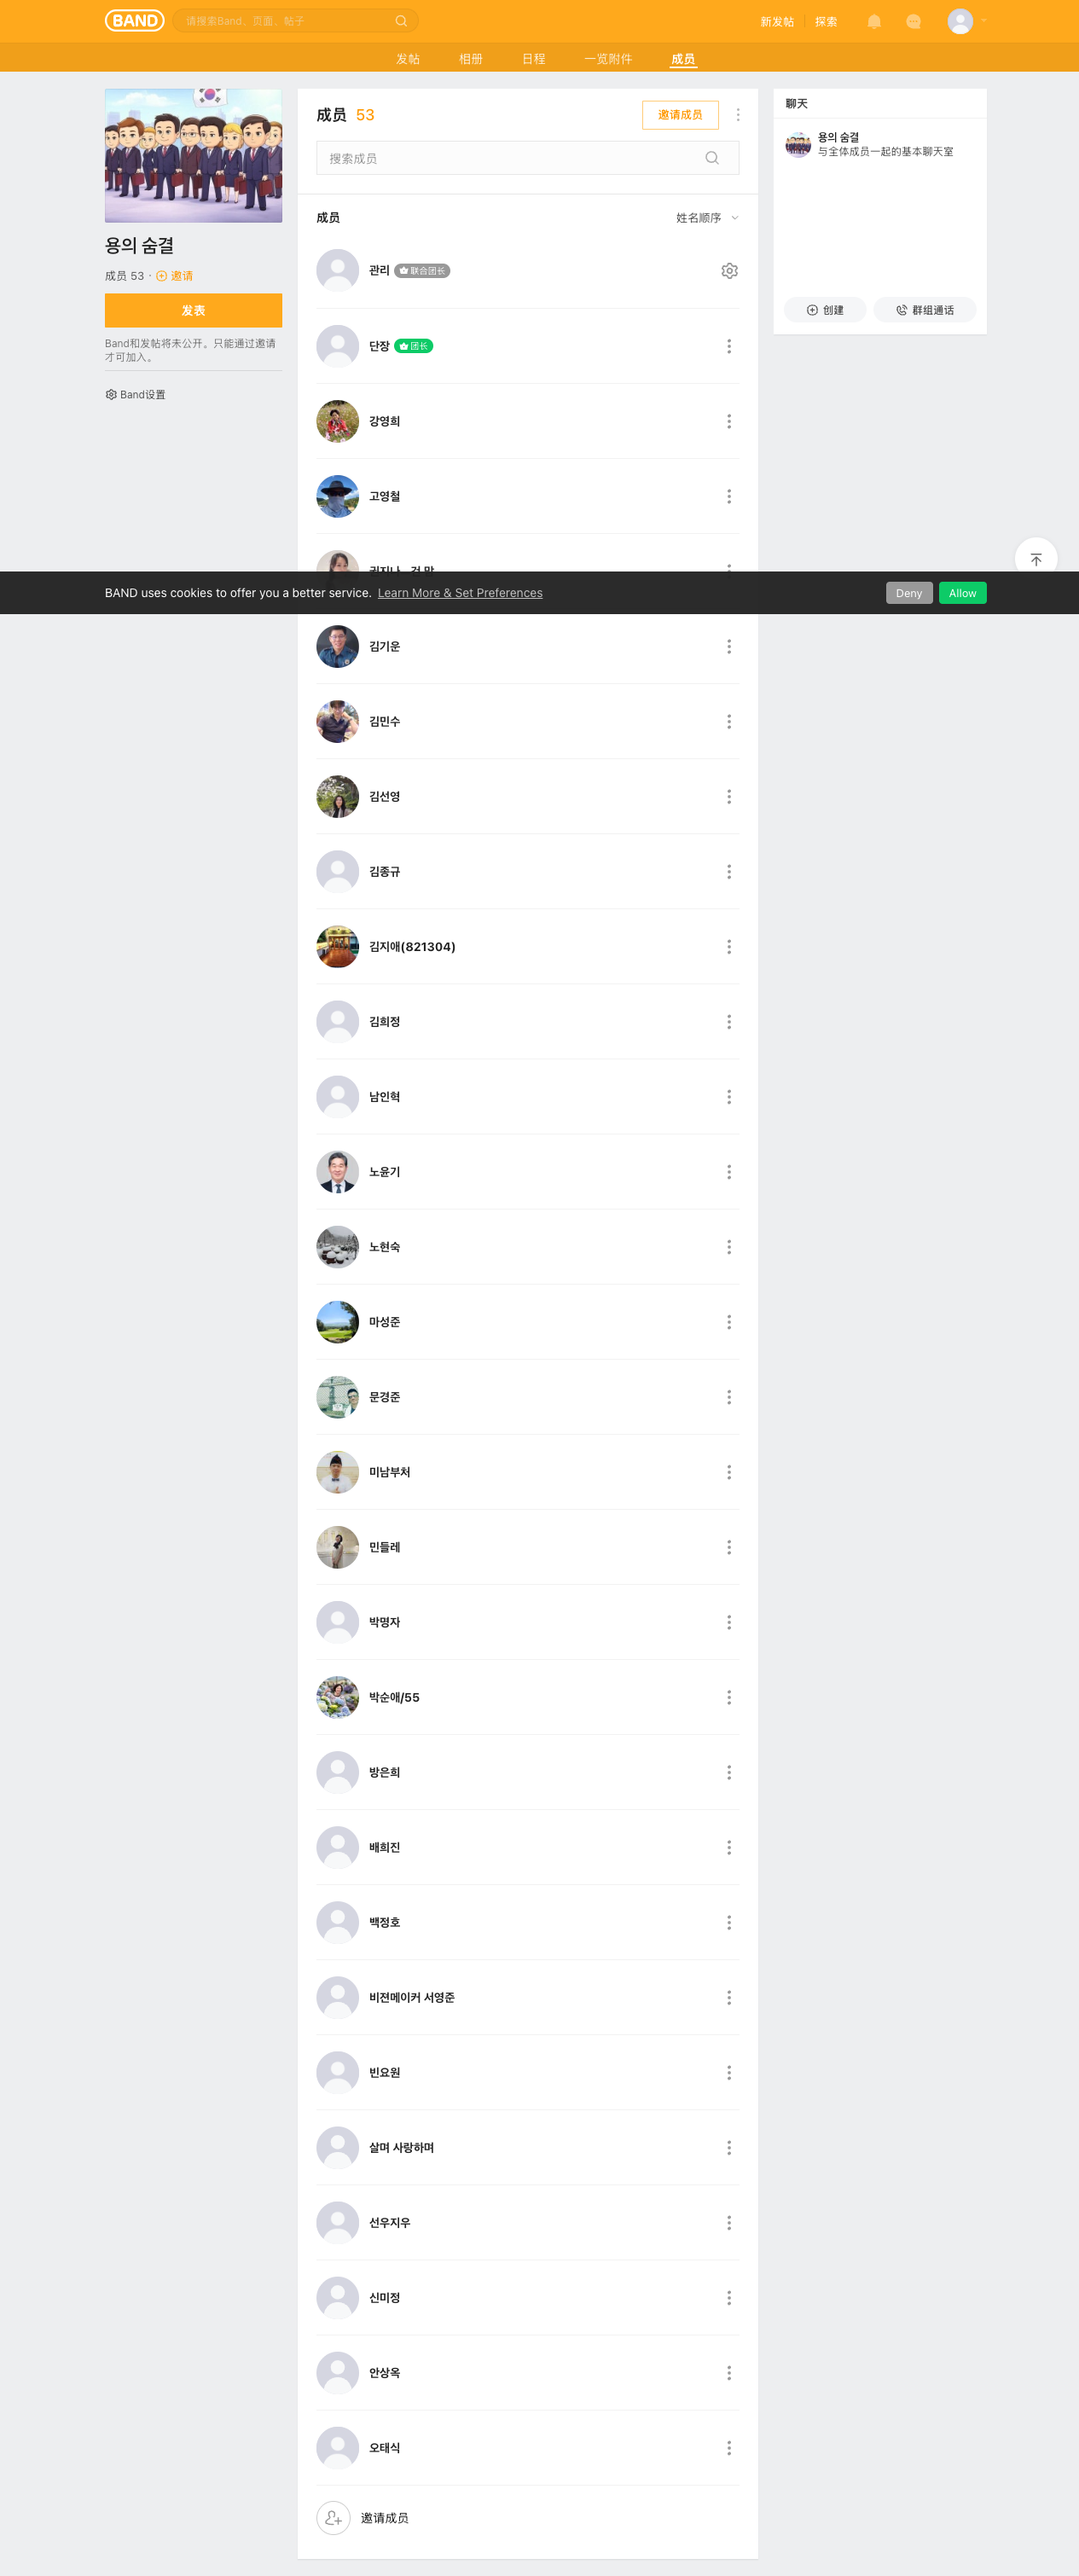 BAND
请搜索Band、页面、帖子
新发帖
探索
发帖
相册
日程
一览附件
成员
용의 숨결
成员 53 · 邀请
发表
Band和发帖将未公开。只能通过邀请
才可加入。
Band设置
成员 53
邀请成员
搜索成员
成员
姓名顺序
관리 联合团长
단장 团长
강영희
고영철
BAND uses cookies to offer you a better service. Learn More & Set Preferences
Deny
Allow
김기운
김민수
김선영
김종규
김지애(821304)
김희정
남인혁
노윤기
노현숙
마성준
문경준
미남부처
민들레
박명자
박순애/55
방은희
배희진
백정호
비젼메이커 서영준
빈요원
살며 사랑하며
선우지우
신미정
안상옥
오태식
邀请成员
聊天
용의 숨결
与全体成员一起的基本聊天室
创建
群组通话